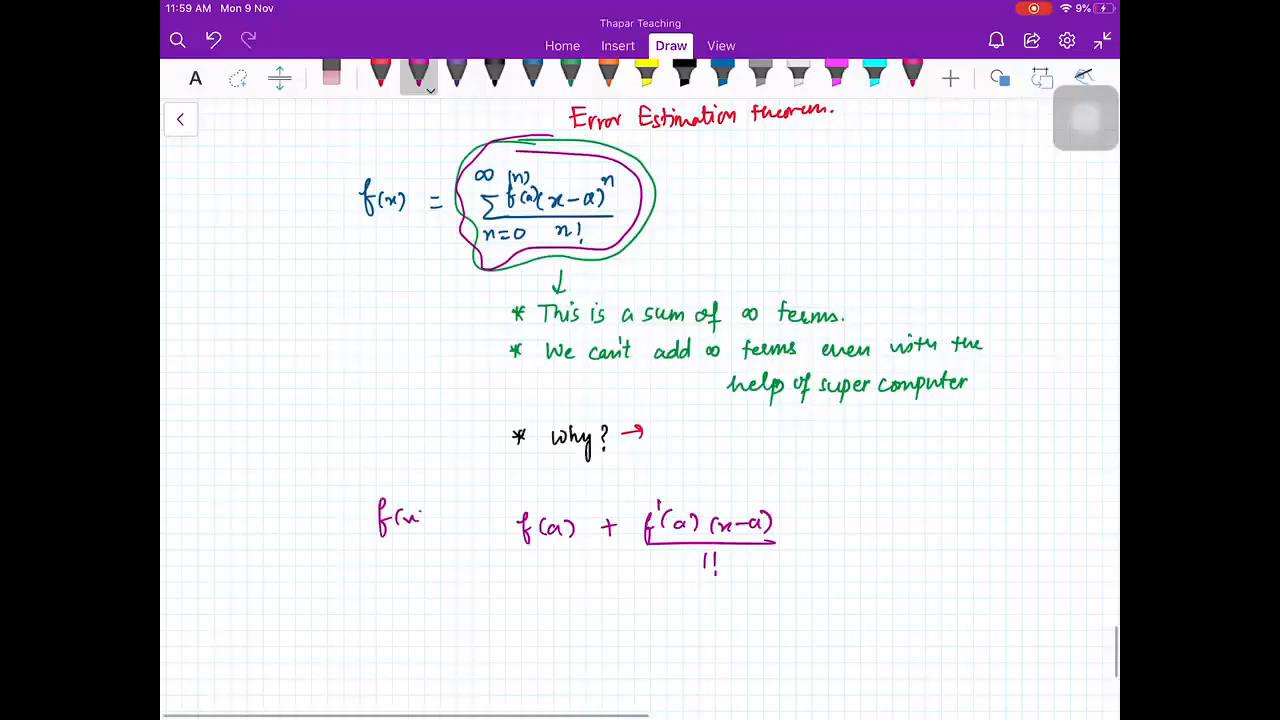 11:59 AM Mon 9 Nov 9%
Thapar Teaching
Home Insert Draw View
A
Error Estimation theorem.
f(x) = ∞ ∑ n=0 f⁽ⁿ⁾(a) (x-a)ⁿ / n!
* This is a sum of ∞ terms.
* We can't add ∞ terms even with the
help of super computer
* Why? →
f(x f(a) + f'(a) (x-a) / 1!